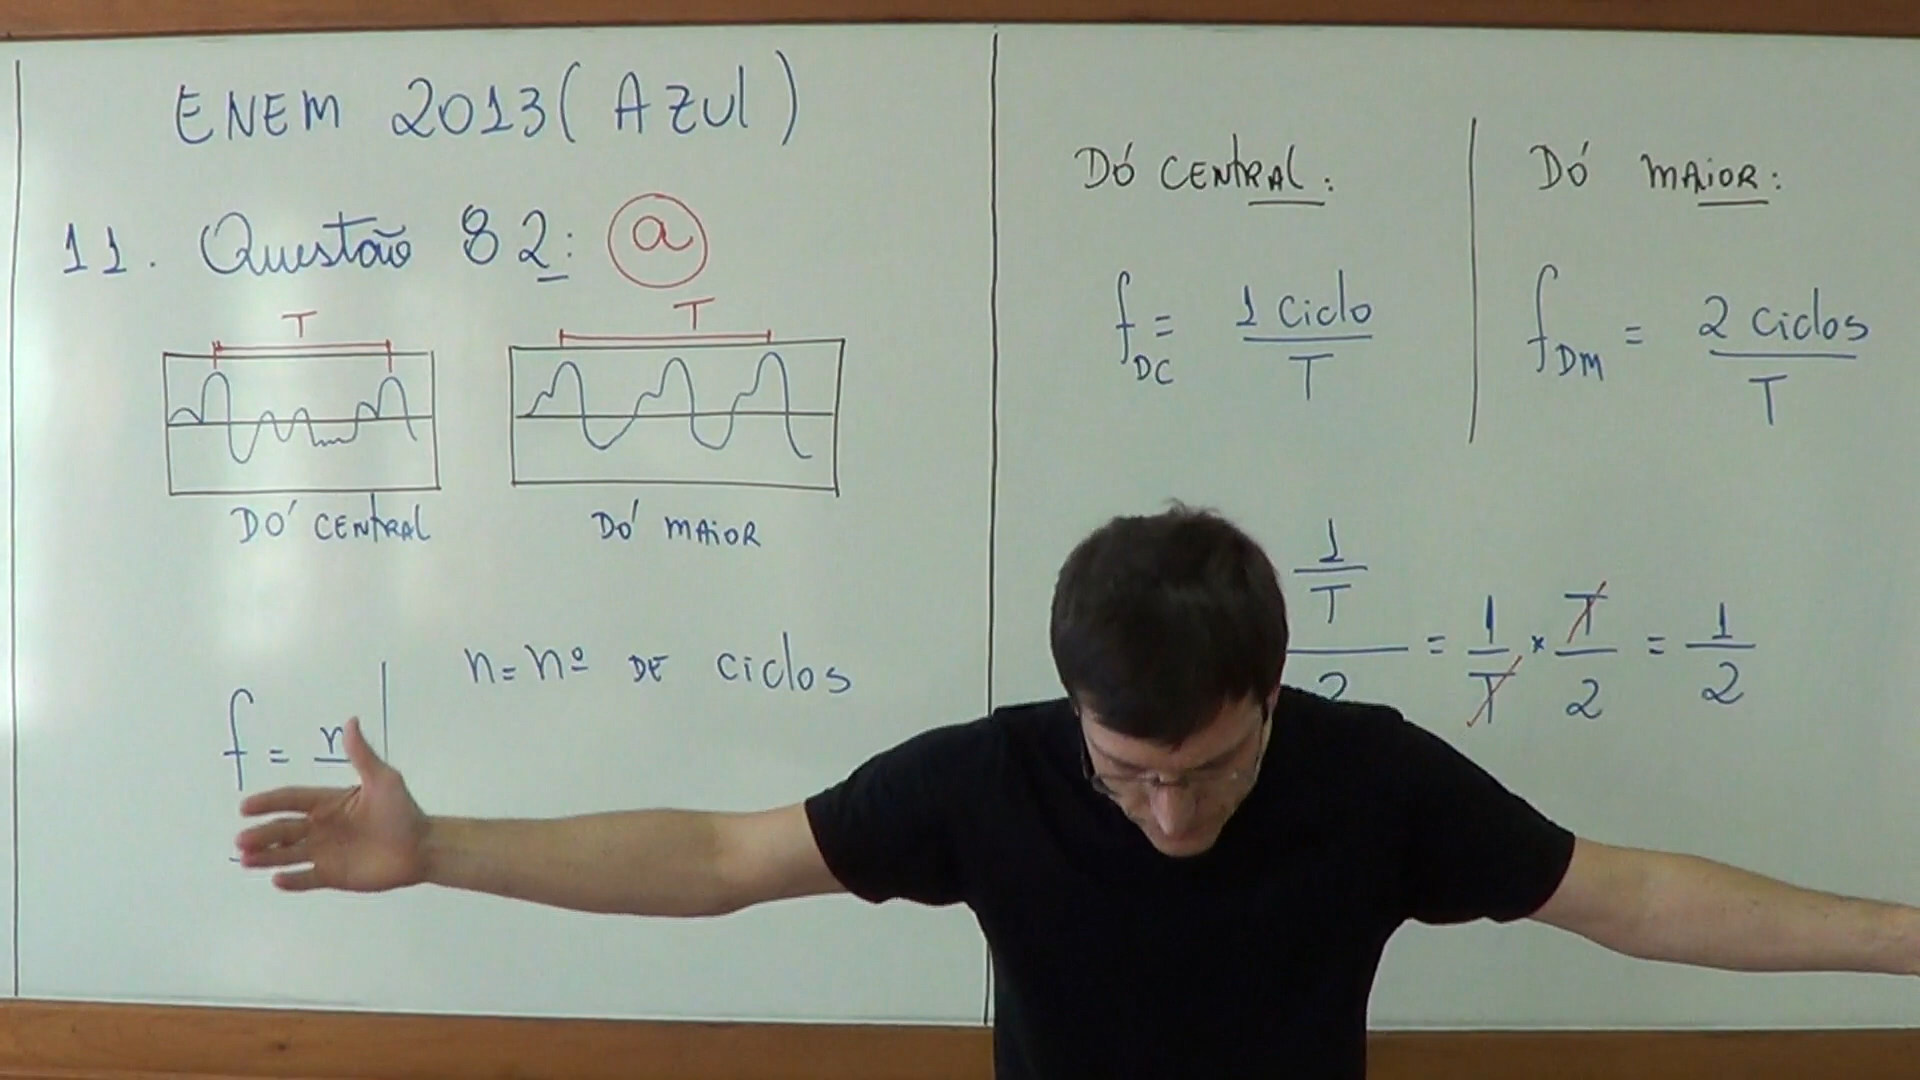 ENEM 2013 (Azul)
11. Questão 82: a
T
T
DÓ CENTRAL
DÓ MAIOR
n = nº DE ciclos
f = n
DÓ CENTRAL:
f DC = 1 ciclo / T
DÓ MAIOR:
f DM = 2 ciclos / T
1 / T / 2 = 1 / T × T / 2 = 1 / 2